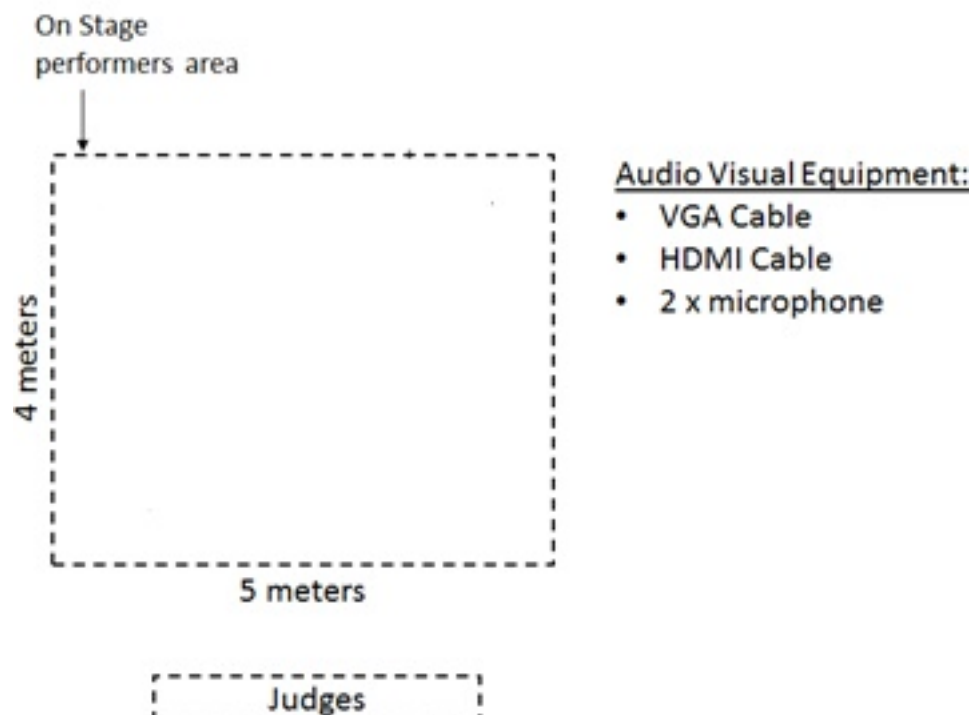 On Stage
performers area
Audio Visual Equipment:
• VGA Cable
• HDMI Cable
• 2 x microphone
4 meters
5 meters
Judges